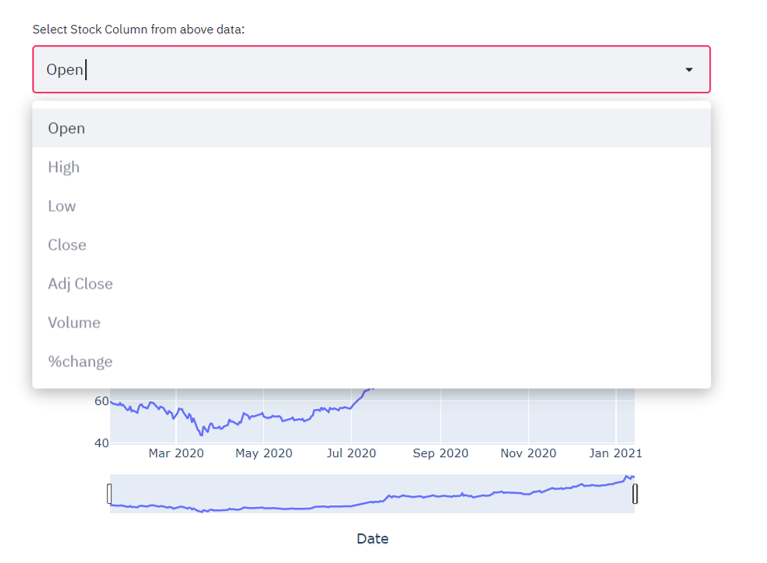 Select Stock Column from above data:
Open
Open
High
Low
Close
Adj Close
Volume
%change
60
40
Mar 2020 May 2020 Jul 2020 Sep 2020 Nov 2020 Jan 2021
Date